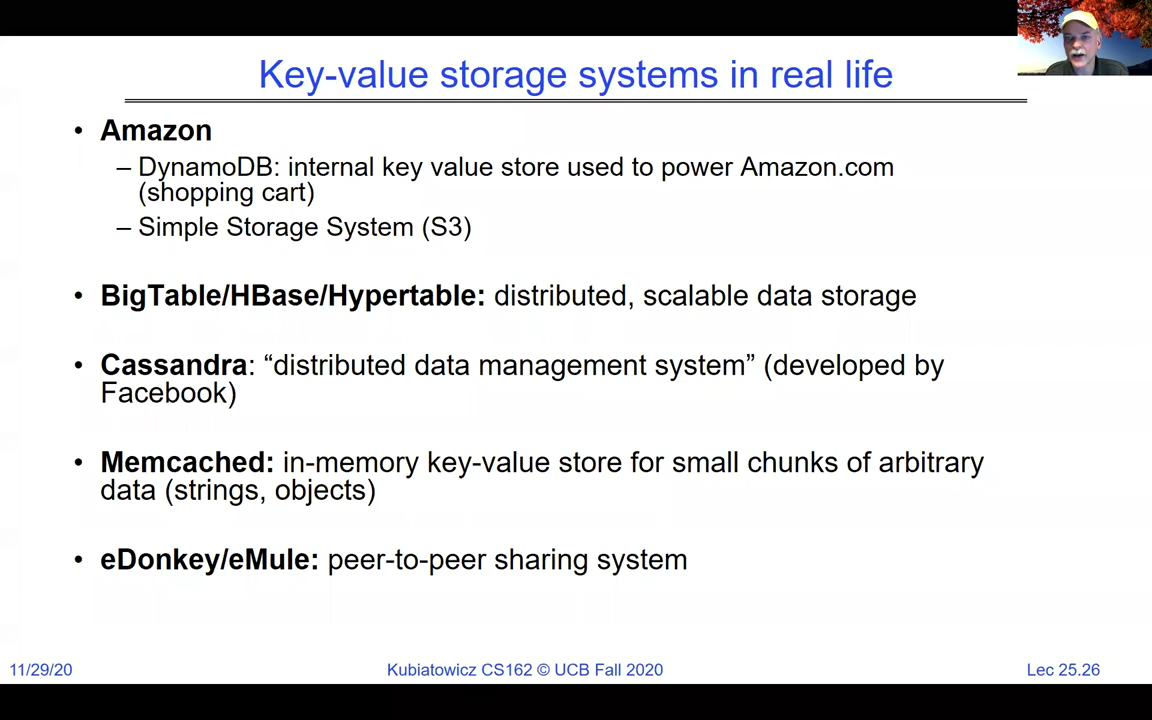 Key-value storage systems in real life
• Amazon
– DynamoDB: internal key value store used to power Amazon.com
(shopping cart)
– Simple Storage System (S3)
• BigTable/HBase/Hypertable: distributed, scalable data storage
• Cassandra: “distributed data management system” (developed by
Facebook)
• Memcached: in-memory key-value store for small chunks of arbitrary
data (strings, objects)
• eDonkey/eMule: peer-to-peer sharing system
11/29/20 Kubiatowicz CS162 © UCB Fall 2020 Lec 25.26